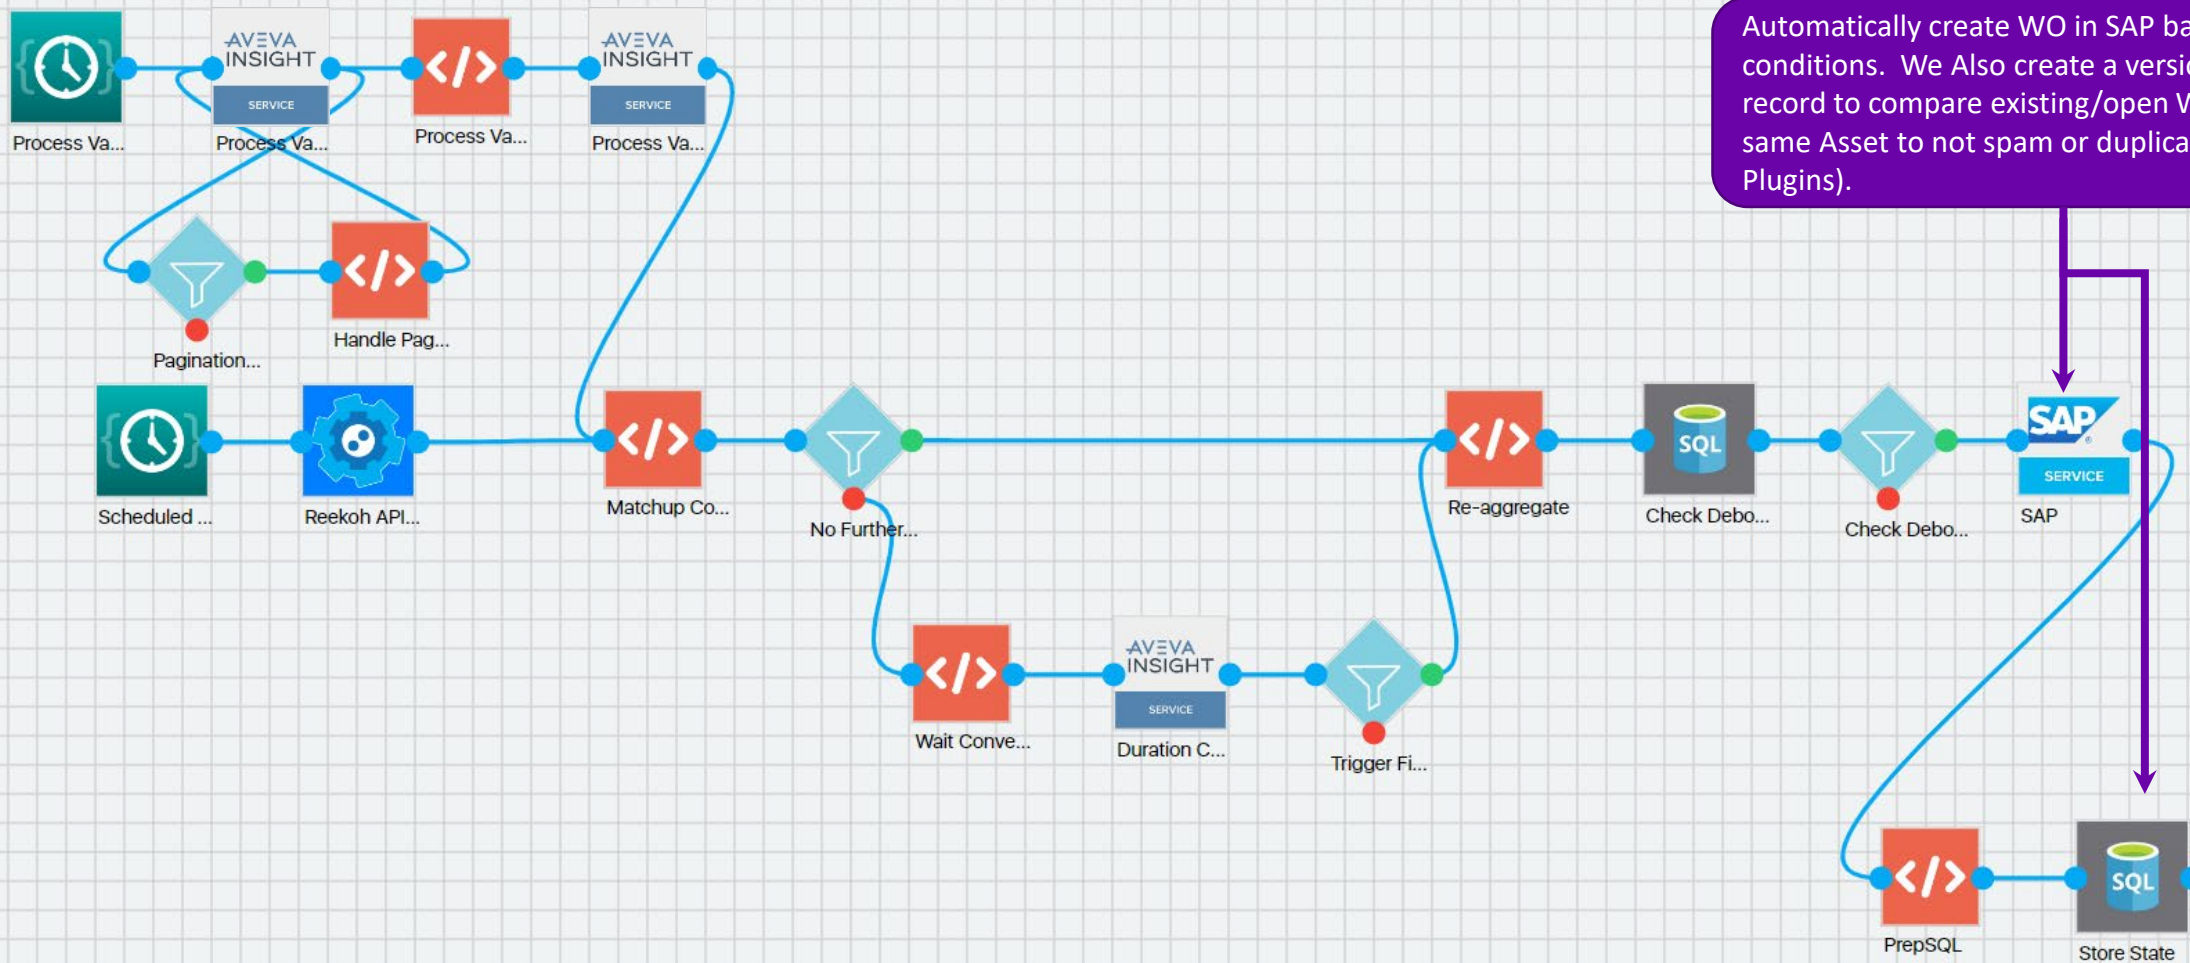 Automatically create WO in SAP ba
conditions. We Also create a versio
record to compare existing/open W
same Asset to not spam or duplica
Plugins).
AVEVA
INSIGHT
SERVICE
AVEVA
INSIGHT
SERVICE
Process Va...
Process Va...
Process Va...
Process Va...
Handle Pag...
Pagination...
SQL
SAP
®
SERVICE
Scheduled ...
Reekoh API...
Matchup Co...
No Further...
Re-aggregate
Check Debo...
Check Debo...
SAP
AVEVA
INSIGHT
SERVICE
Wait Conve...
Duration C...
Trigger Fi...
SQL
PrepSQL
Store State